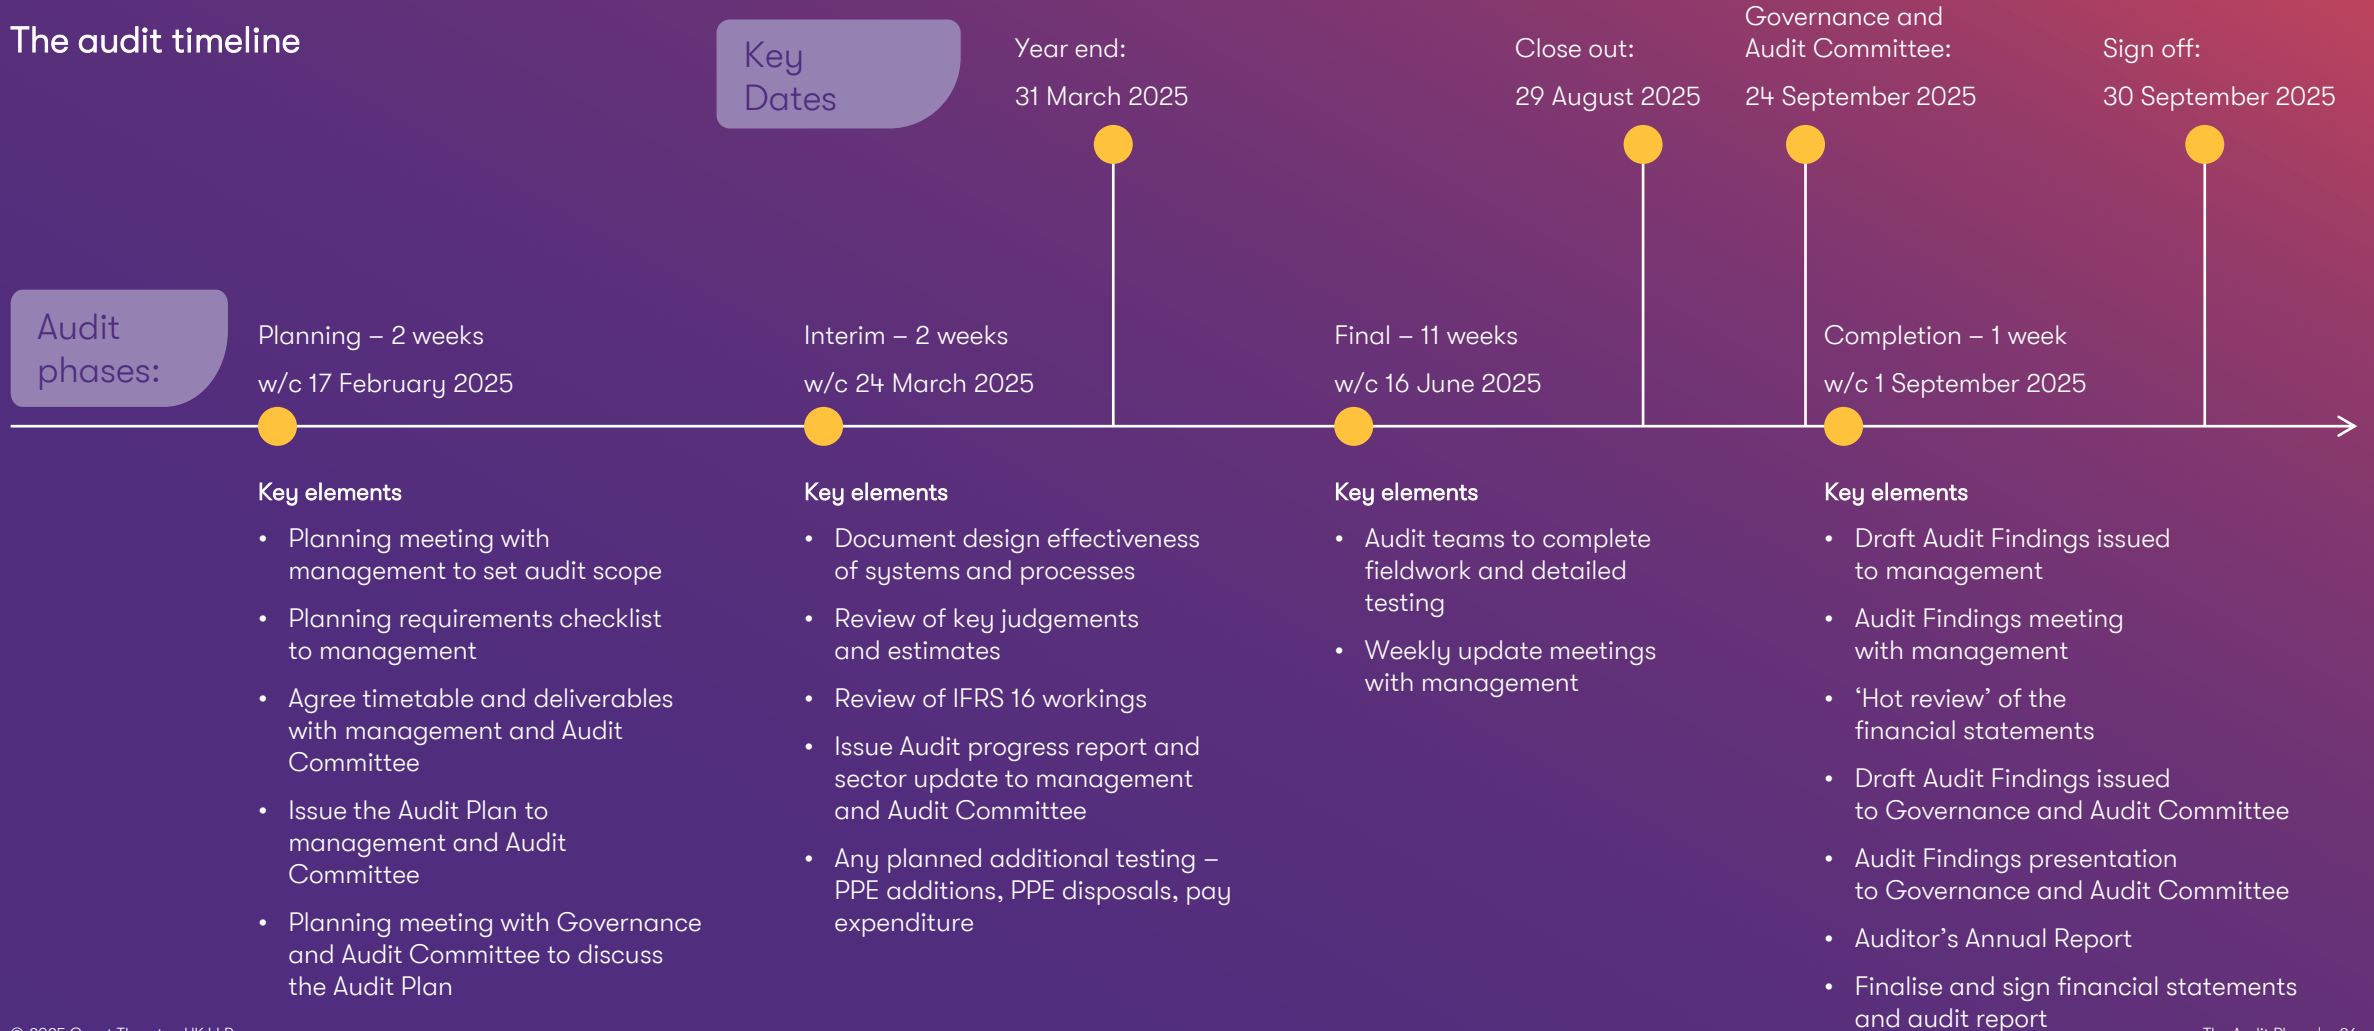 The audit timeline
Key
Dates
Year end:
31 March 2025
Close out:
29 August 2025
Governance and
Audit Committee:
24 September 2025
Sign off:
30 September 2025
Audit
phases:
Planning – 2 weeks
w/c 17 February 2025
Interim – 2 weeks
w/c 24 March 2025
Final – 11 weeks
w/c 16 June 2025
Completion – 1 week
w/c 1 September 2025
Key elements
• Planning meeting with
management to set audit scope
• Planning requirements checklist
to management
• Agree timetable and deliverables
with management and Audit
Committee
• Issue the Audit Plan to
management and Audit
Committee
• Planning meeting with Governance
and Audit Committee to discuss
the Audit Plan
Key elements
• Document design effectiveness
of systems and processes
• Review of key judgements
and estimates
• Review of IFRS 16 workings
• Issue Audit progress report and
sector update to management
and Audit Committee
• Any planned additional testing –
PPE additions, PPE disposals, pay
expenditure
Key elements
• Audit teams to complete
fieldwork and detailed
testing
• Weekly update meetings
with management
Key elements
• Draft Audit Findings issued
to management
• Audit Findings meeting
with management
• ‘Hot review’ of the
financial statements
• Draft Audit Findings issued
to Governance and Audit Committee
• Audit Findings presentation
to Governance and Audit Committee
• Auditor’s Annual Report
• Finalise and sign financial statements
and audit report
© 2025 Grant Thornton UK LLP
The Audit Plan |